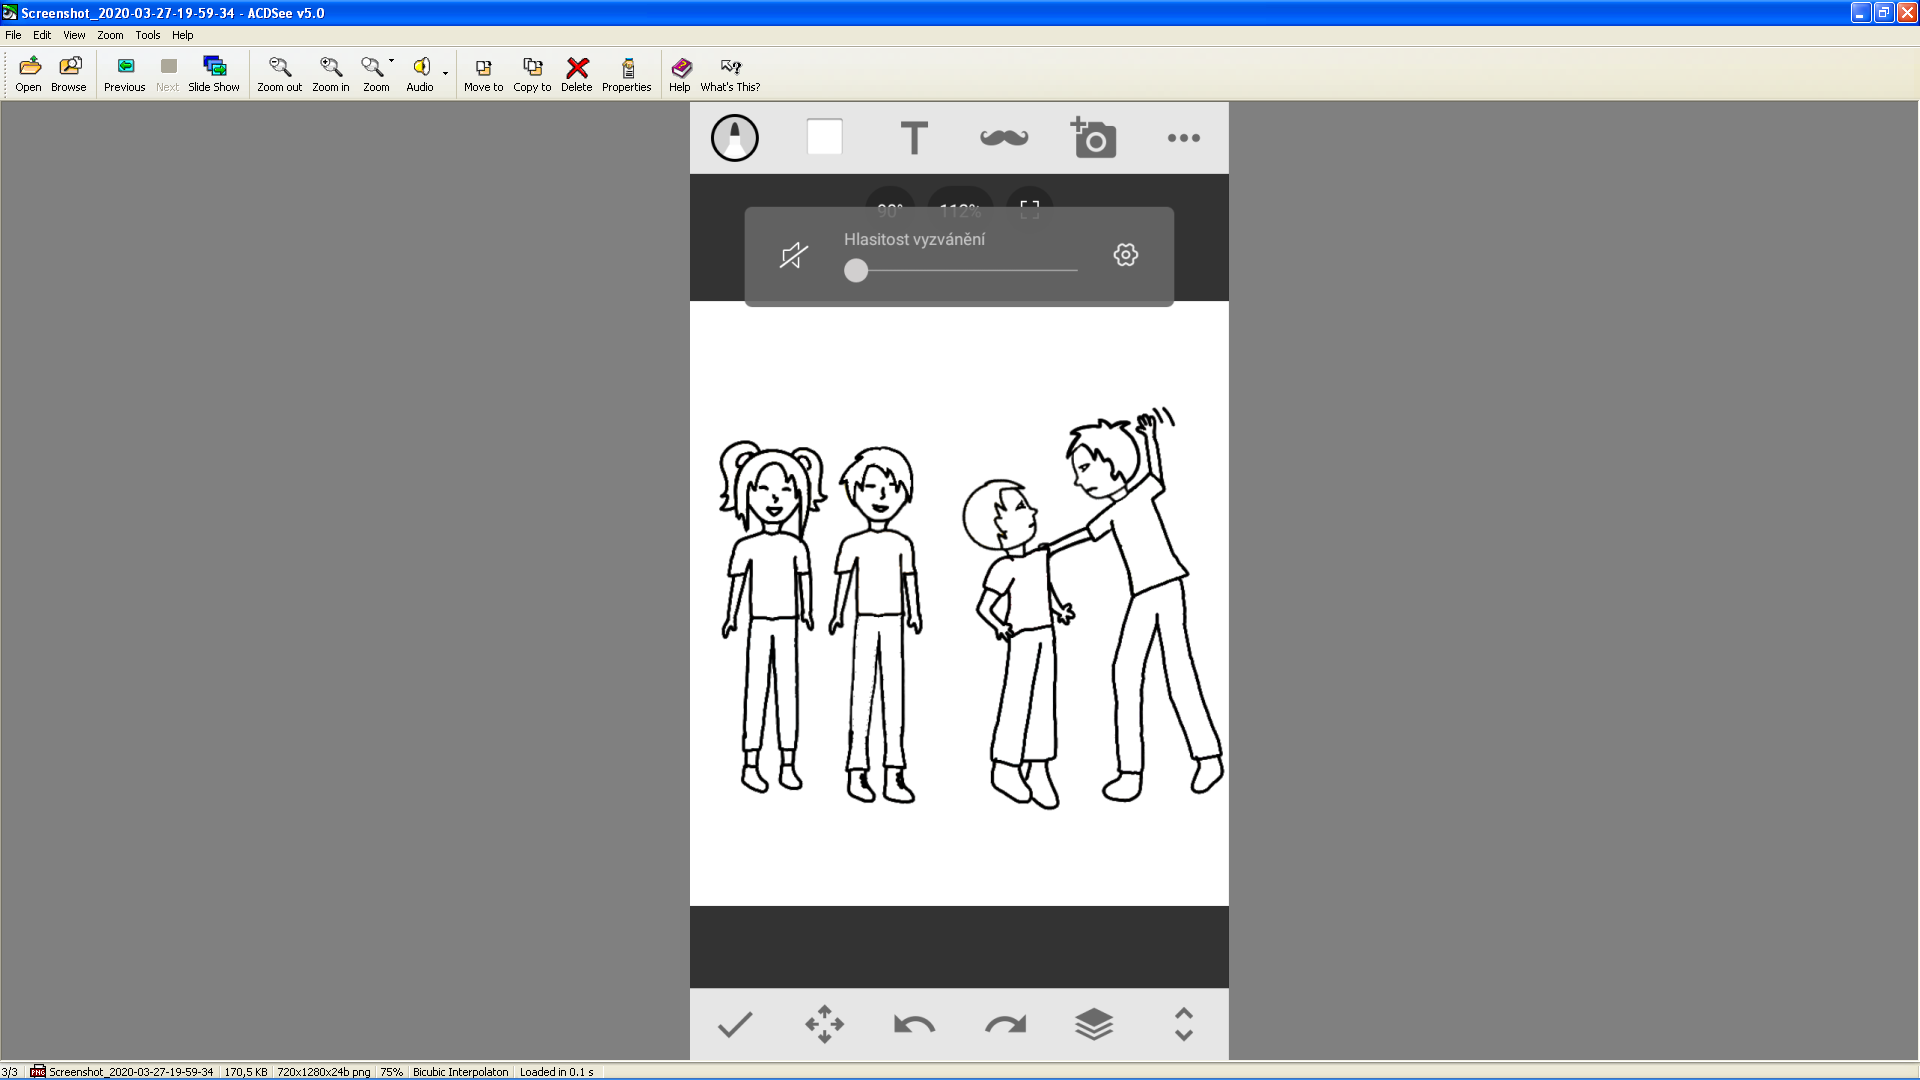 Screenshot_2020-03-27-19-59-34 - ACDSee v5.0
File Edit View Zoom Tools Help
Open Browse Previous Next Slide Show Zoom out Zoom in Zoom Audio Move to Copy to Delete Properties Help What's This?
T
90° 112%
Hlasitost vyzvánění
3/3 PNG Screenshot_2020-03-27-19-59-34 170,5 KB 720x1280x24b png 75% Bicubic Interpolaton Loaded in 0.1 s